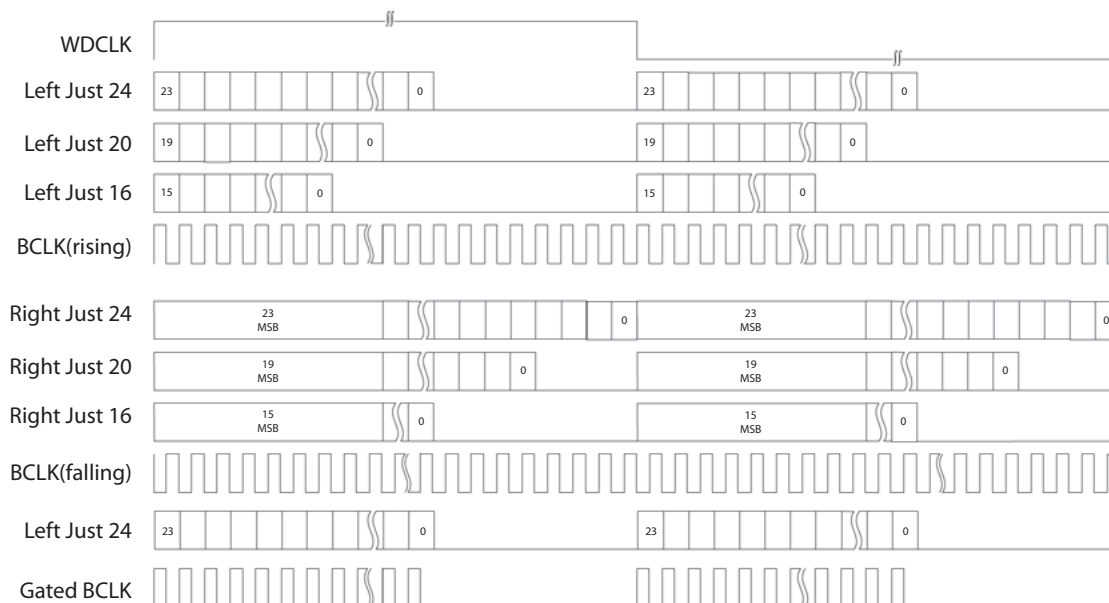 WDCLK
Left Just 24
23 0 23 0
Left Just 20
19 0 19 0
Left Just 16
15 0 15 0
BCLK(rising)
Right Just 24
23 0 23 0
MSB MSB
Right Just 20
19 0 19 0
MSB MSB
Right Just 16
15 0 15 0
MSB MSB
BCLK(falling)
Left Just 24
23 0 23 0
Gated BCLK